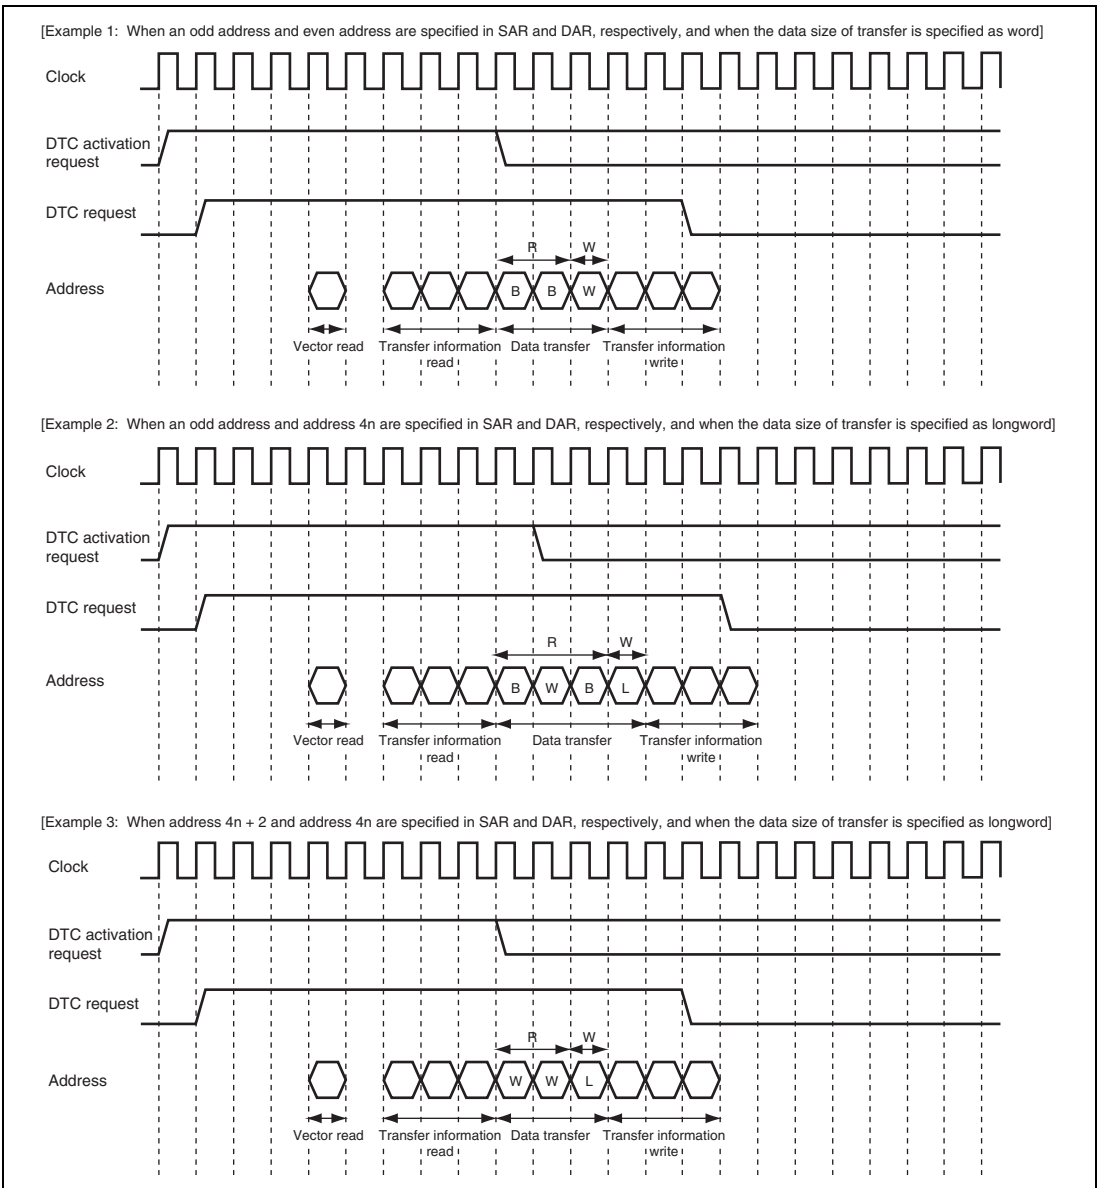 [Example 1: When an odd address and even address are specified in SAR and DAR, respectively, and when the data size of transfer is specified as word]
Clock
DTC activation
request
DTC request
R W
Address
B B W
Vector read Transfer information Data transfer Transfer information
read write
[Example 2: When an odd address and address 4n are specified in SAR and DAR, respectively, and when the data size of transfer is specified as longword]
Clock
DTC activation
request
DTC request
R W
Address
B W B L
Vector read Transfer information Data transfer Transfer information
read write
[Example 3: When address 4n + 2 and address 4n are specified in SAR and DAR, respectively, and when the data size of transfer is specified as longword]
Clock
DTC activation
request
DTC request
R W
Address
W W L
Vector read Transfer information Data transfer Transfer information
read write